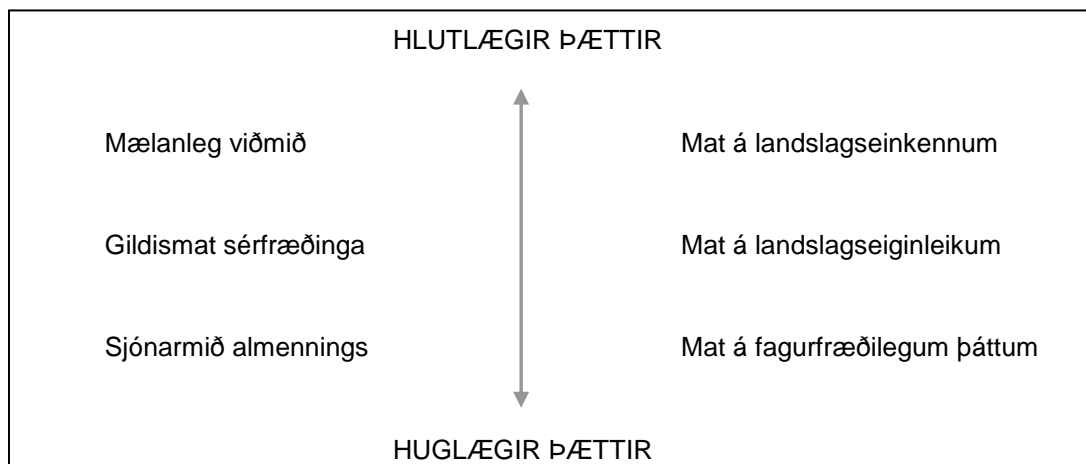 HLUTLÆGIR ÞÆTTIR
Mælanleg viðmið Mat á landslagseinkennum
Gildismat sérfræðinga Mat á landslagseiginleikum
Sjónarmið almennings Mat á fagurfræðilegum þáttum
HUGLÆGIR ÞÆTTIR